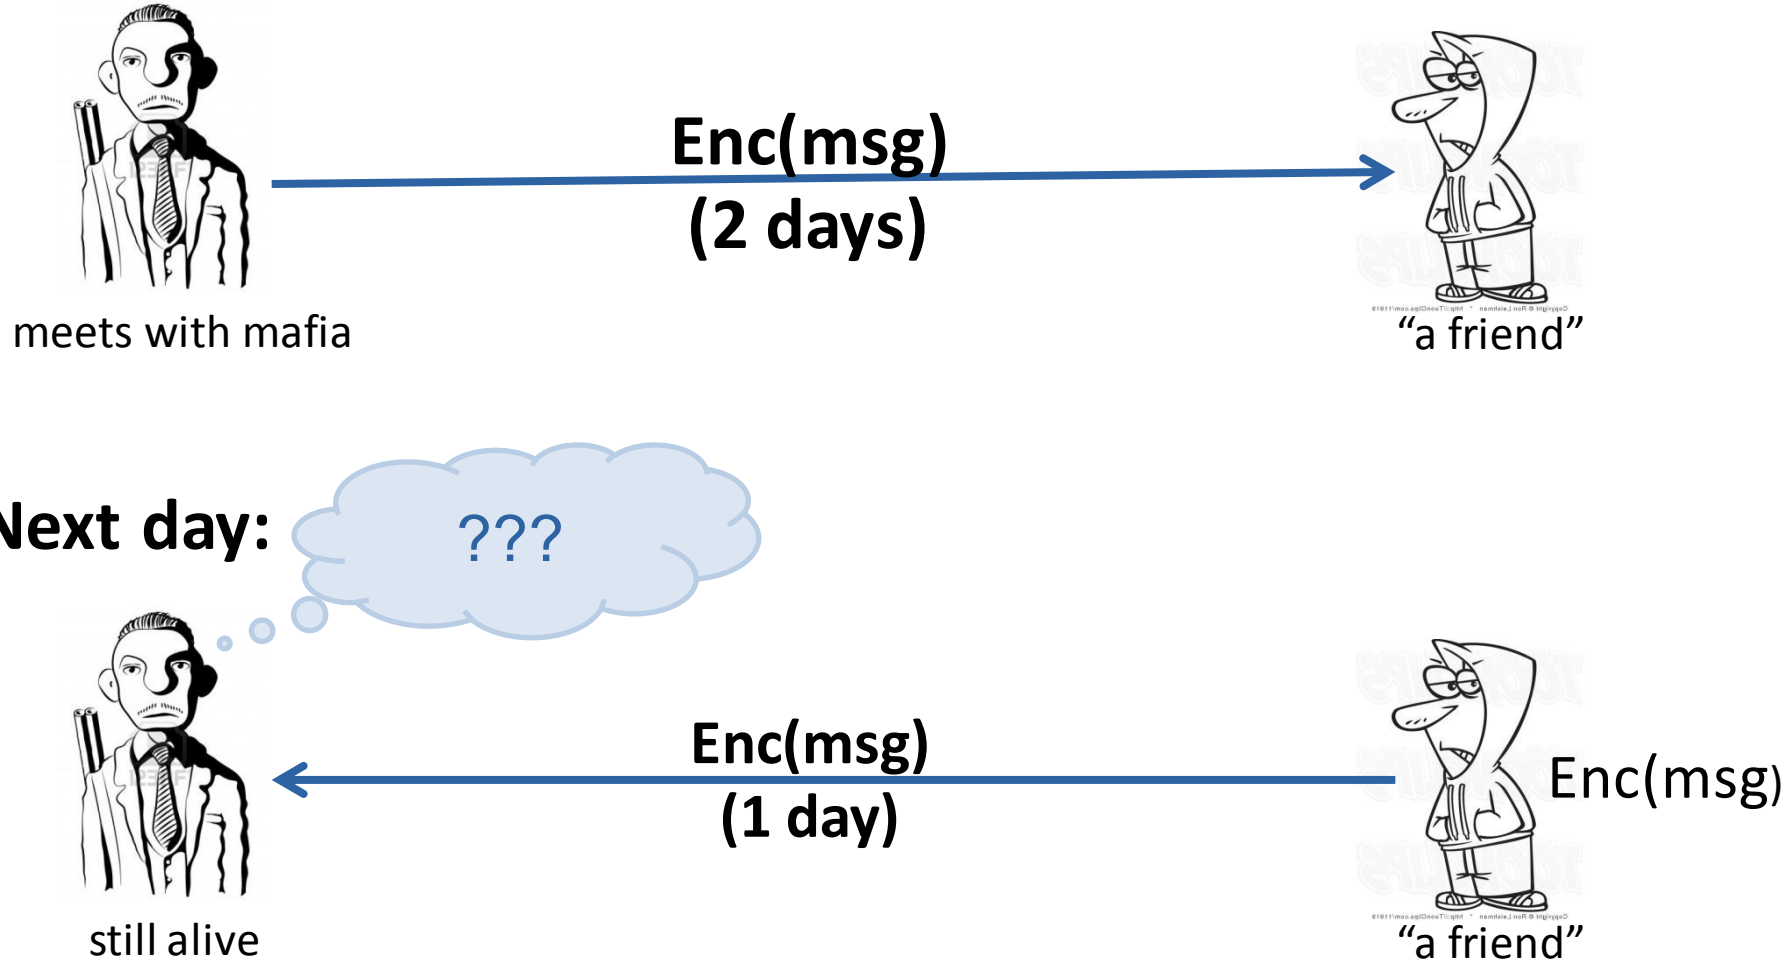 Enc(msg)
(2 days)
meets with mafia
“a friend”
Next day:
???
Enc(msg)
(1 day)
Enc(msg)
still alive
“a friend”